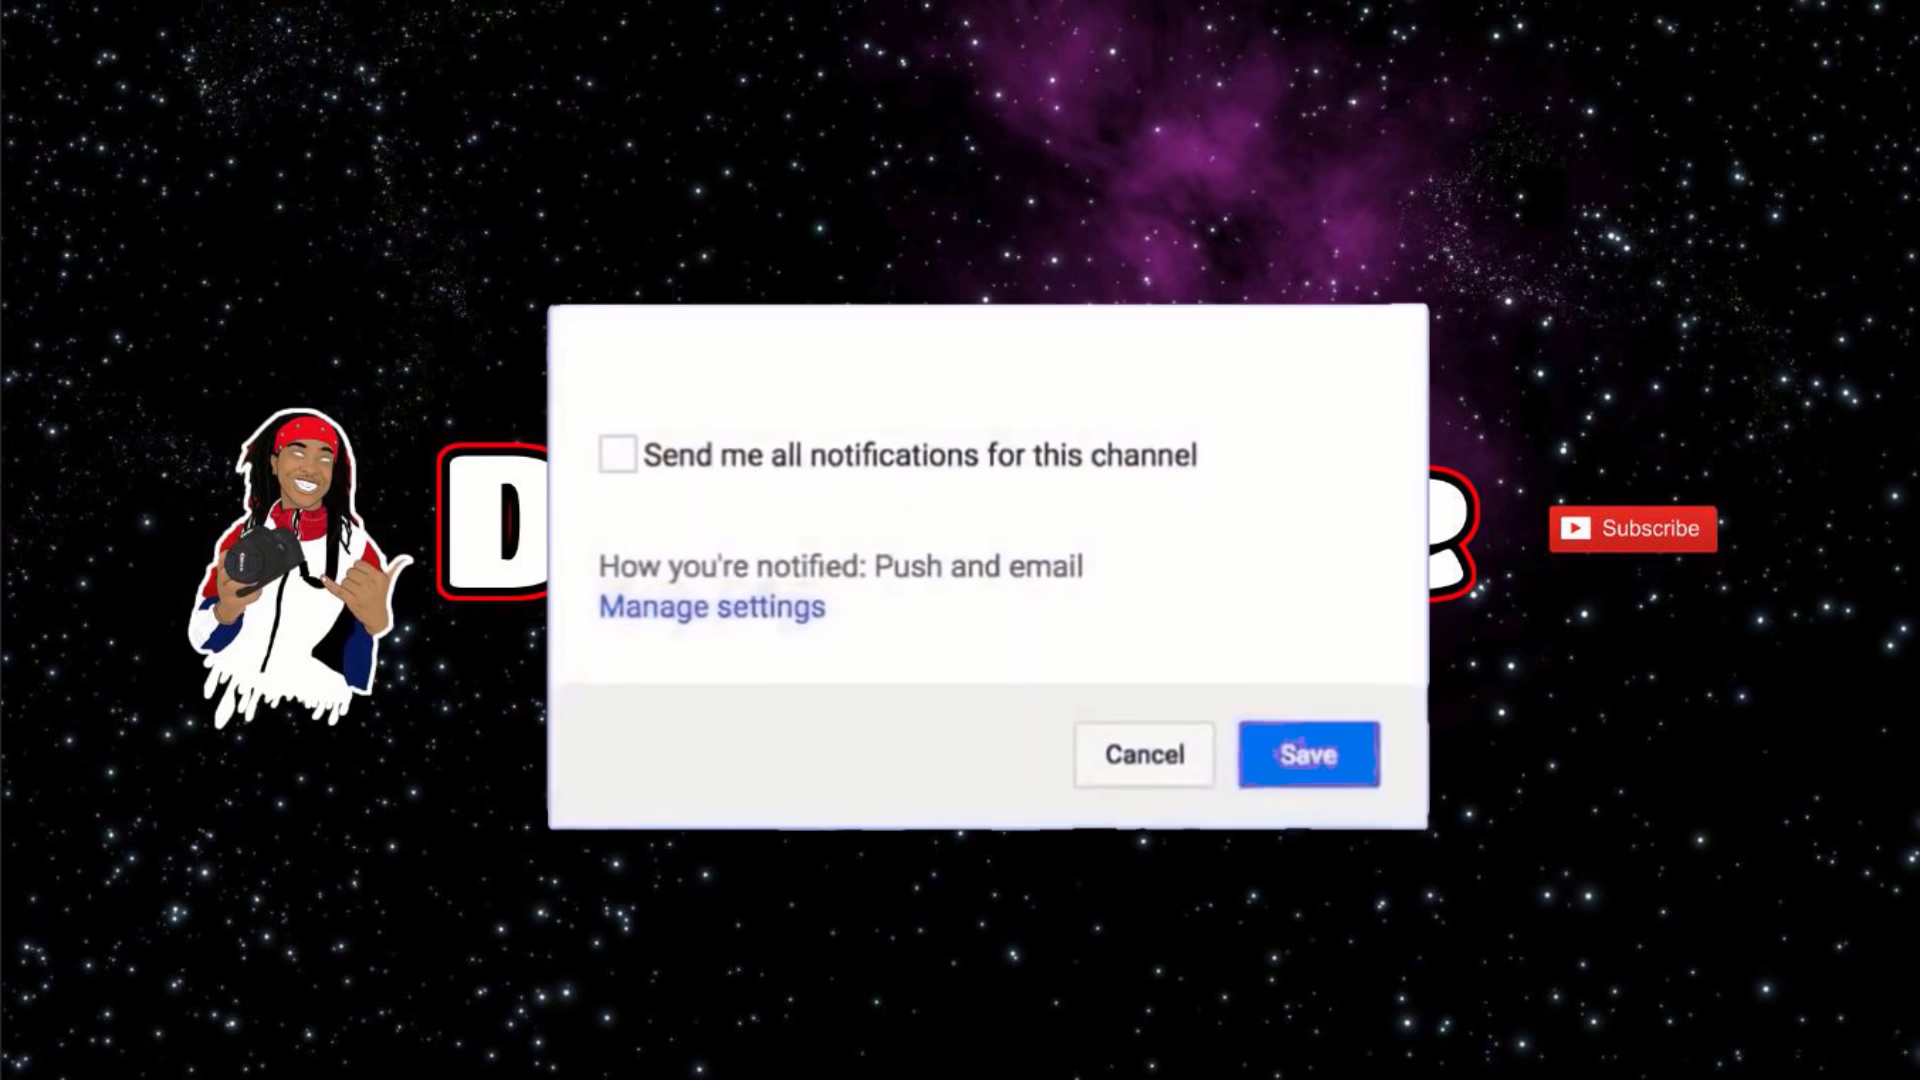 Send me all notifications for this channel
D
R
Subscribe
How you're notified: Push and email
Manage settings
Cancel
Save